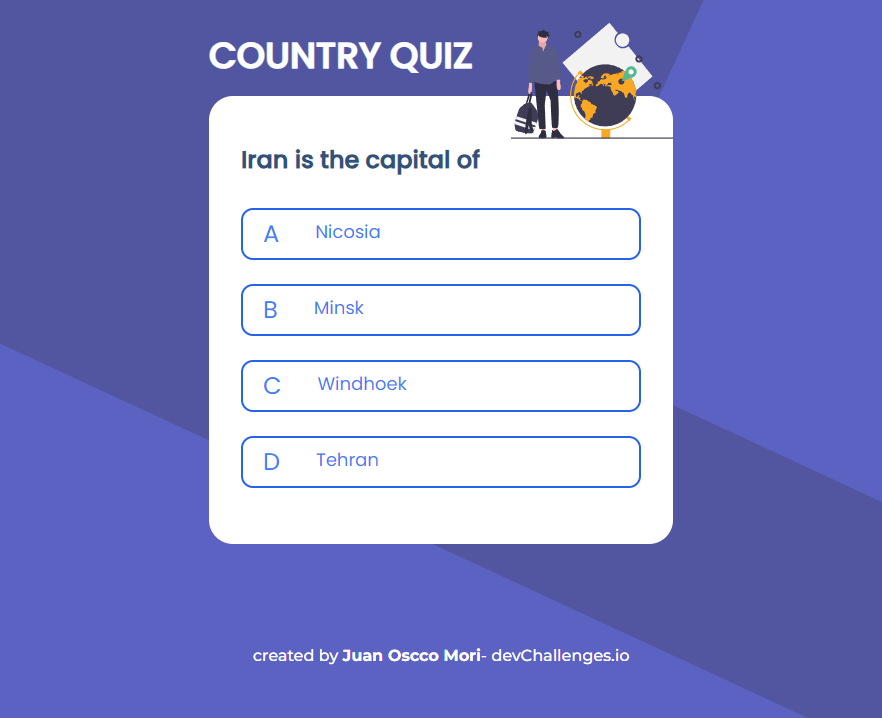 COUNTRY QUIZ
Iran is the capital of
A Nicosia
B Minsk
C Windhoek
D Tehran
created by Juan Oscco Mori- devChallenges.io